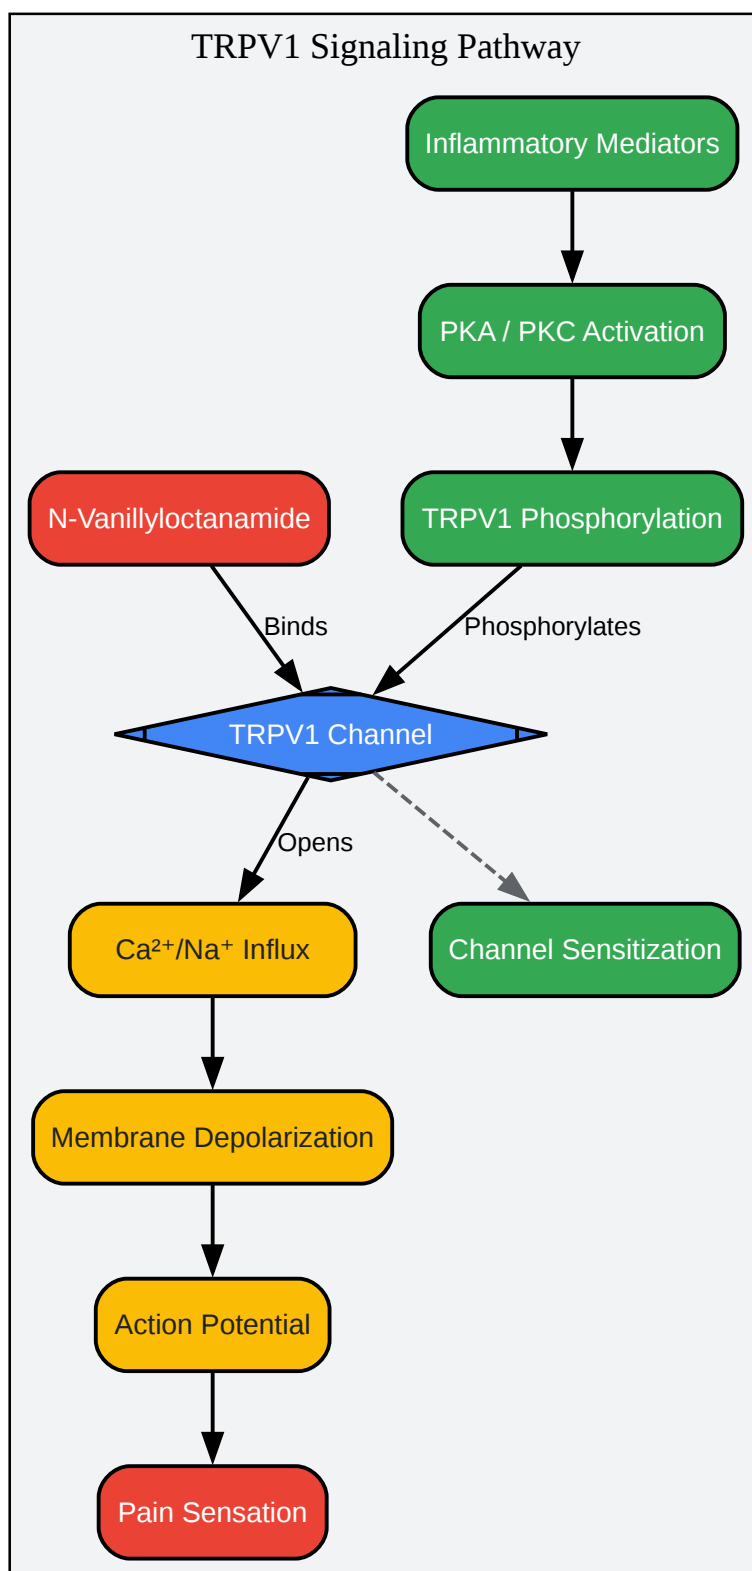 TRPV1 Signaling Pathway
Inflammatory Mediators
PKA / PKC Activation
N-Vanillyloctanamide
TRPV1 Phosphorylation
Binds
Phosphorylates
TRPV1 Channel
Opens
Ca²⁺/Na⁺ Influx
Channel Sensitization
Membrane Depolarization
Action Potential
Pain Sensation